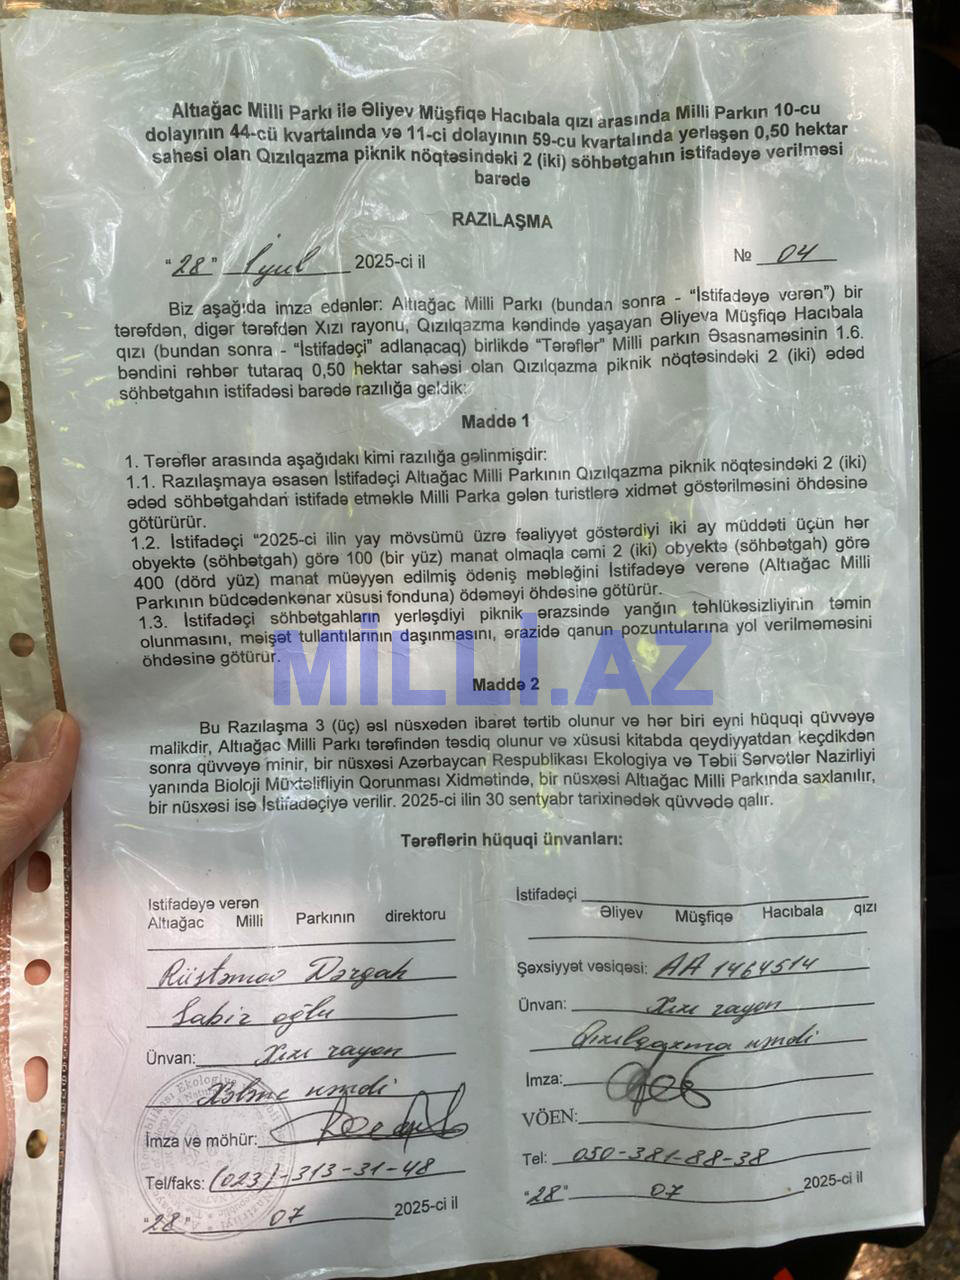 Altıağac Milli Parkı ilə Əliyev Müşfiqə Hacıbala qızı arasında Milli Parkın 10-cu
dolayının 44-cü kvartalında və 11-ci dolayının 59-cu kvartalında yerləşən 0,50 hektar
sahəsi olan Qızılqazma piknik nöqtəsindəki 2 (iki) söhbətgahın istifadəyə verilməsi
barədə
RAZILAŞMA
"28" İyul 2025-ci il
№ 04
Biz aşağıda imza edənlər: Altıağac Milli Parkı (bundan sonra - "İstifadəyə verən") bir
tərəfdən, digər tərəfdən Xızı rayonu, Qızılqazma kəndində yaşayan Əliyeva Müşfiqə Hacıbala
qızı (bundan sonra - "İstifadəçi" adlanacaq) birlikdə "Tərəflər" Milli parkın Əsasnaməsinin 1.6.
bəndini rəhbər tutaraq 0,50 hektar sahəsi olan Qızılqazma piknik nöqtəsindəki 2 (iki) ədəd
söhbətgahın istifadəsi barədə razılığa gəldik:
Maddə 1
1. Tərəflər arasında aşağıdakı kimi razılığa gəlinmişdir:
1.1. Razılaşmaya əsasən İstifadəçi Altıağac Milli Parkının Qızılqazma piknik nöqtəsindəki 2 (iki)
ədəd söhbətgahdan istifadə etməklə Milli Parka gələn turistlərə xidmət göstərilməsini öhdəsinə
götürürür.
1.2. İstifadəçi "2025-ci ilin yay mövsümü üzrə fəaliyyət göstərdiyi iki ay müddəti üçün hər
obyektə (söhbətgah) görə 100 (bir yüz) manat olmaqla cəmi 2 (iki) obyektə (söhbətgah) görə
400 (dörd yüz) manat müəyyən edilmiş ödəniş məbləğini İstifadəyə verənə (Altıağac Milli
Parkının büdcədənkənar xüsusi fonduna) ödəməyi öhdəsinə götürür.
1.3. İstifadəçi söhbətgahların yerləşdiyi piknik ərazsində yanğın təhlükəsizliyinin təmin
olunmasını, məişət tullantılarının daşınmasını, ərazidə qanun pozuntularına yol verilməməsini
öhdəsinə götürür.
MİLLİ.AZ
Maddə 2
Bu Razılaşma 3 (üç) əsl nüsxədən ibarət tərtib olunur və hər biri eyni hüquqi qüvvəyə
malikdir, Altıağac Milli Parkı tərəfindən təsdiq olunur və xüsusi kitabda qeydiyyatdan keçdikdən
sonra qüvvəyə minir, bir nüsxəsi Azərbaycan Respublikası Ekologiya və Təbii Sərvətlər Nazirliyi
yanında Bioloji Müxtəlifliyin Qorunması Xidmətində, bir nüsxəsi Altıağac Milli Parkında saxlanılır,
bir nüsxəsi isə İstifadəçiyə verilir. 2025-ci ilin 30 sentyabr tarixinədək qüvvədə qalır.
Tərəflərin hüquqi ünvanları:
İstifadəyə verən
Altıağac Milli Parkının direktoru
Rüstəmov Dərgah
Sabir oğlu
Ünvan: Xızı rayon
kəndi
İmza və möhür:
Tel/faks: (023)-313-31-48
"28" 07 2025-ci il
İstifadəçi
Əliyev Müşfiqə Hacıbala qızı
Şəxsiyyət vəsiqəsi: AA 1464514
Ünvan: Xızı rayon
Qızılqazma kəndi
İmza:
VÖEN:
Tel: 050-381-88-38
"28" 07 2025-ci il